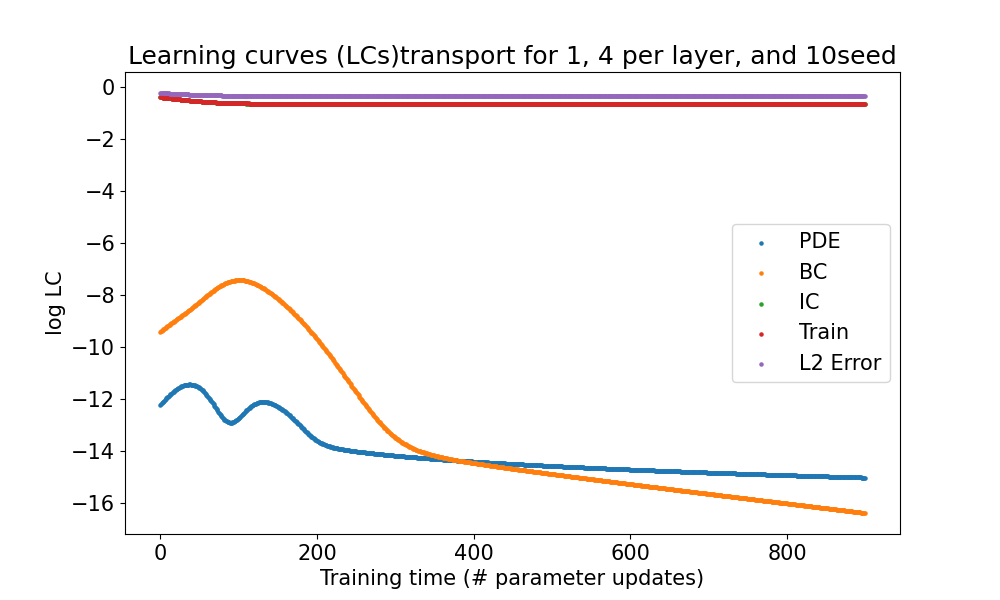 Learning curves (LCs)transport for 1, 4 per layer, and 10seed
log LC
0
−2
−4
−6
−8
−10
−12
−14
−16
PDE
BC
IC
Train
L2 Error
0 200 400 600 800
Training time (# parameter updates)